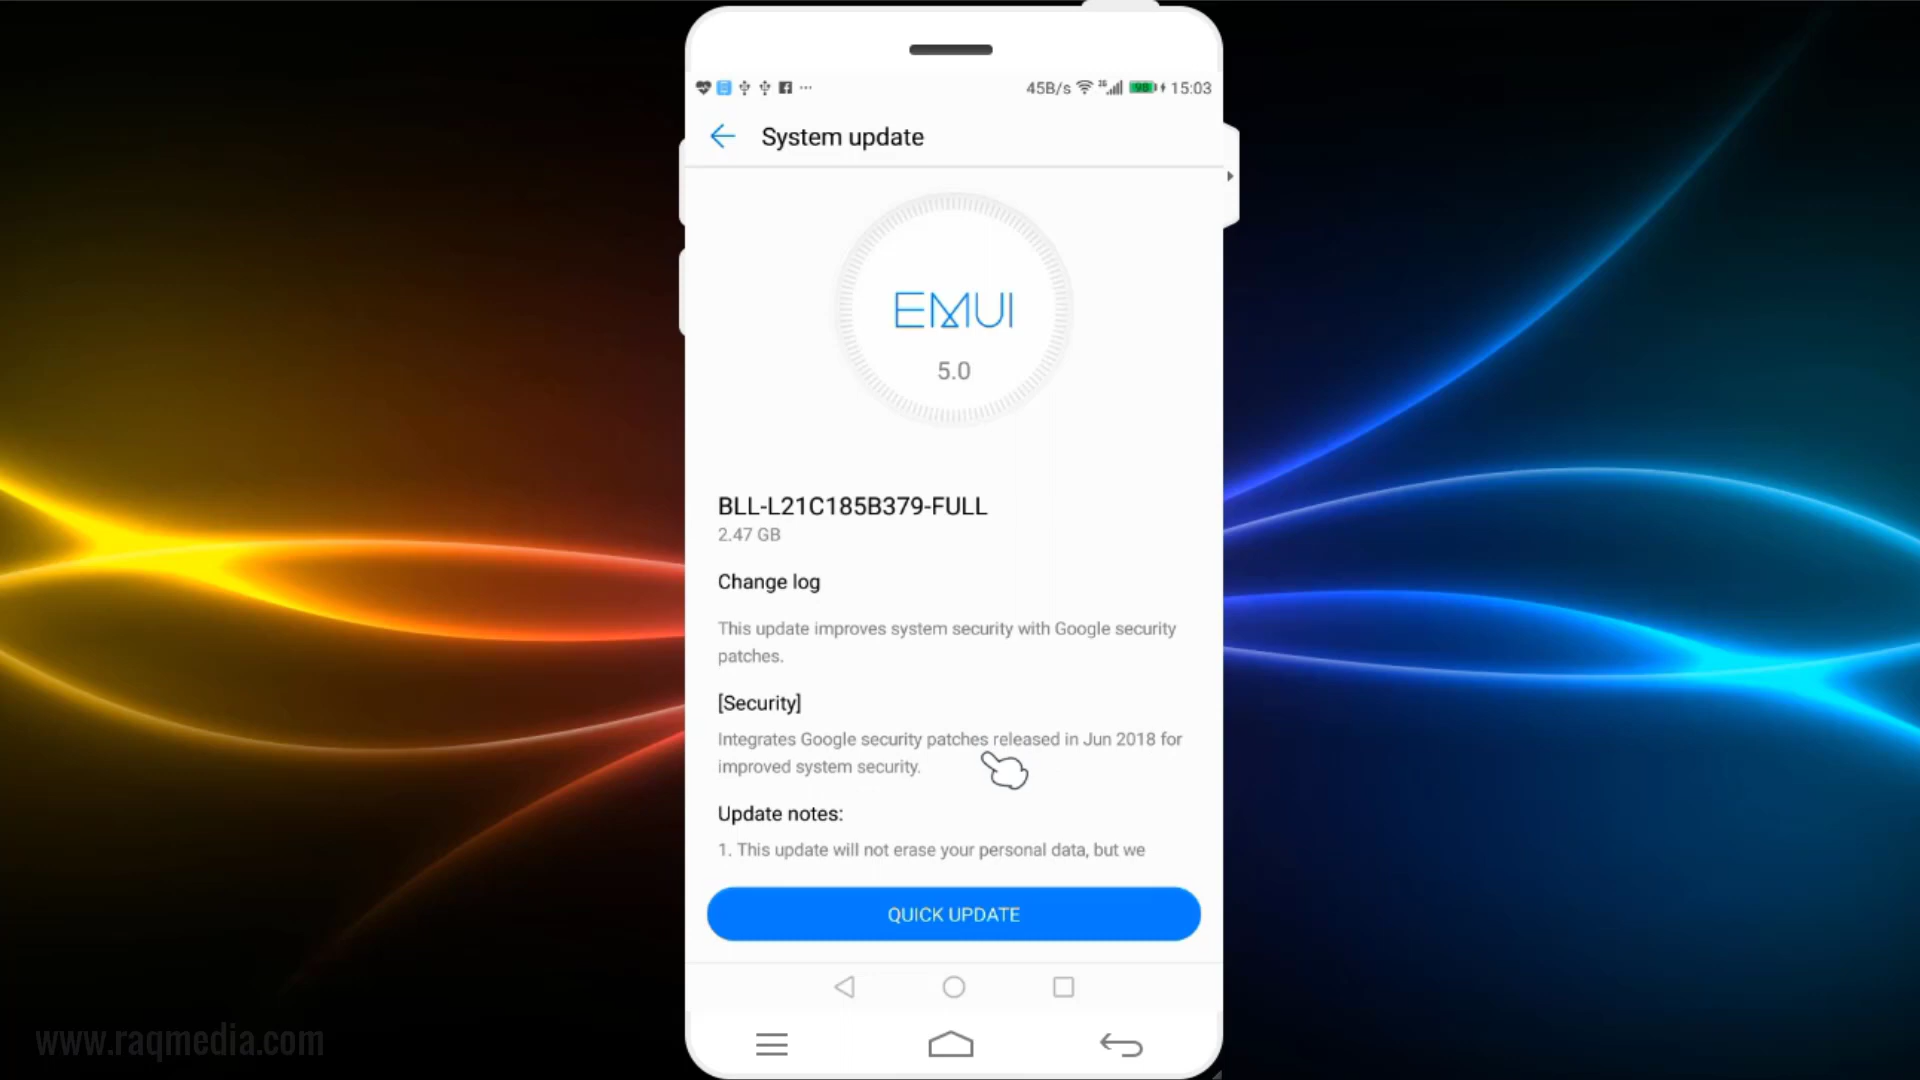 45B/s 3G 98 15:03
System update
EMUI
5.0
BLL-L21C185B379-FULL
2.47 GB
Change log
This update improves system security with Google security
patches.
[Security]
Integrates Google security patches released in Jun 2018 for
improved system security.
Update notes:
1. This update will not erase your personal data, but we
QUICK UPDATE
www.raqmedia.com